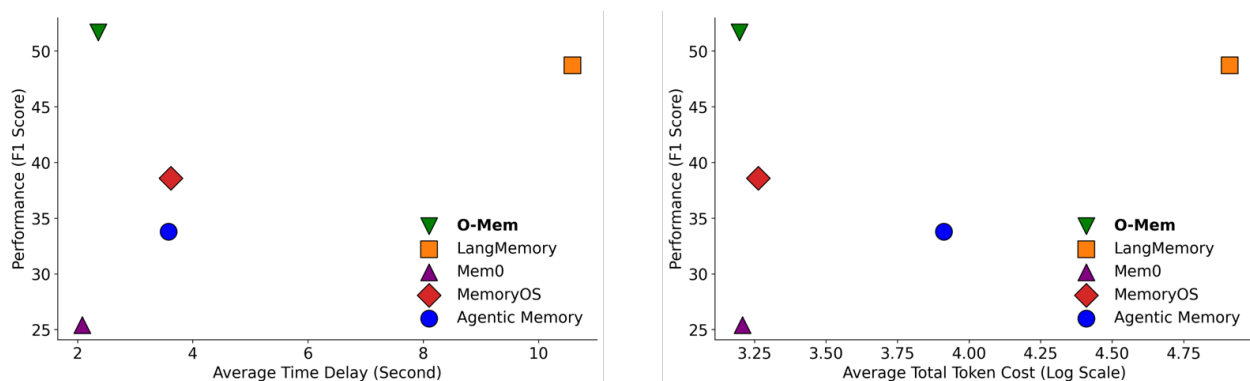 50
45
40
35
30
25
Performance (F1 Score)
2
4
6
8
10
Average Time Delay (Second)
O-Mem
LangMemory
Mem0
MemoryOS
Agentic Memory
50
45
40
35
30
25
Performance (F1 Score)
3.25
3.50
3.75
4.00
4.25
4.50
4.75
Average Total Token Cost (Log Scale)
O-Mem
LangMemory
Mem0
MemoryOS
Agentic Memory